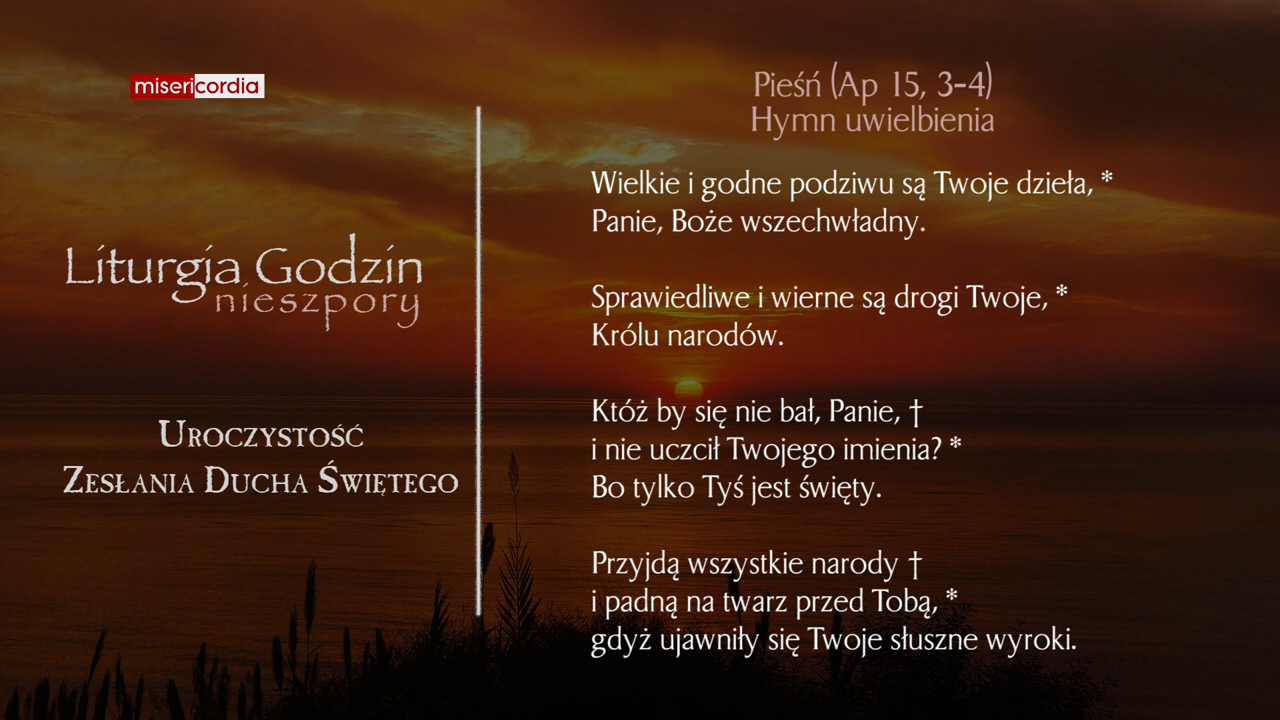 misericordia
Liturgia Godzin
nieszpory
Uroczystość
Zesłania Ducha Świętego
Pieśń (Ap 15, 3-4)
Hymn uwielbienia
Wielkie i godne podziwu są Twoje dzieła, *
Panie, Boże wszechwładny.
Sprawiedliwe i wierne są drogi Twoje, *
Królu narodów.
Któż by się nie bał, Panie, †
i nie uczcił Twojego imienia? *
Bo tylko Tyś jest święty.
Przyjdą wszystkie narody †
i padną na twarz przed Tobą, *
gdyż ujawniły się Twoje słuszne wyroki.